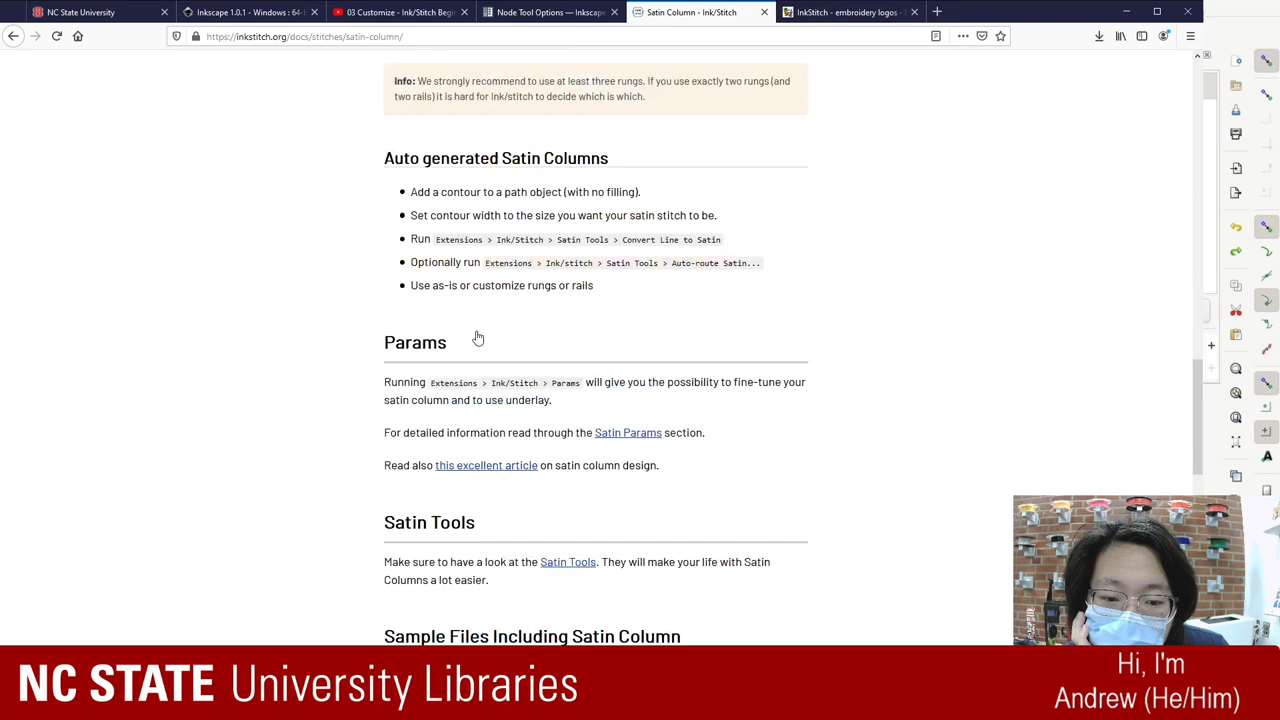 NC State University
Inkscape 1.0.1 - Windows : 64-b
03 Customize - Ink/Stitch Begin
Node Tool Options — Inkscape
Satin Column - Ink/Stitch
InkStitch - embroidery logos -
https://inkstitch.org/docs/stitches/satin-column/
Info: We strongly recommend to use at least three rungs. If you use exactly two rungs (and
two rails) it is hard for Ink/stitch to decide which is which.
Auto generated Satin Columns
Add a contour to a path object (with no filling).
Set contour width to the size you want your satin stitch to be.
Run Extensions > Ink/Stitch > Satin Tools > Convert Line to Satin
Optionally run Extensions > Ink/stitch > Satin Tools > Auto-route Satin...
Use as-is or customize rungs or rails
Params
Running Extensions > Ink/Stitch > Params will give you the possibility to fine-tune your
satin column and to use underlay.
For detailed information read through the Satin Params section.
Read also this excellent article on satin column design.
Satin Tools
Make sure to have a look at the Satin Tools. They will make your life with Satin
Columns a lot easier.
Sample Files Including Satin Column
NC STATE University Libraries
Hi, I'm
Andrew (He/Him)